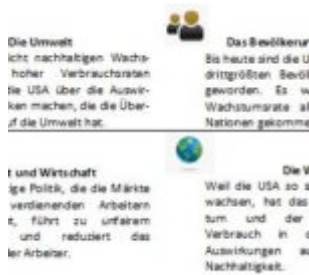 Die Umwelt
icht nachhaltigen Wachs-
hoher Verbrauchsraten
die USA über die Auswir-
ken machen, die die Über-
uf die Umwelt hat.
Das Bevölkerun
Bis heute sind die U
drittgrößten Bevöl
geworden. Es w
Wachstumsrate al
Nationen gekomme
t und Wirtschaft
ige Politik, die die Märkte
verdienenden Arbeitern
t, führt zu unfairem
und reduziert das
er Arbeiter.
Die W
Weil die USA so s
wachsen, hat das
tum und der
Verbrauch in d
Auswirkungen au
Nachhaltigkeit.